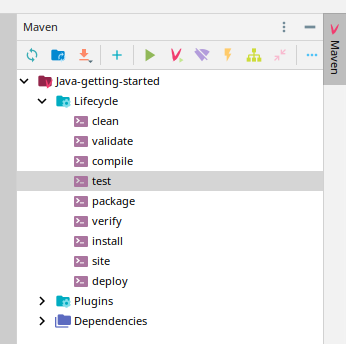 Maven
Maven
Java-getting-started
Lifecycle
clean
validate
compile
test
package
verify
install
site
deploy
Plugins
Dependencies